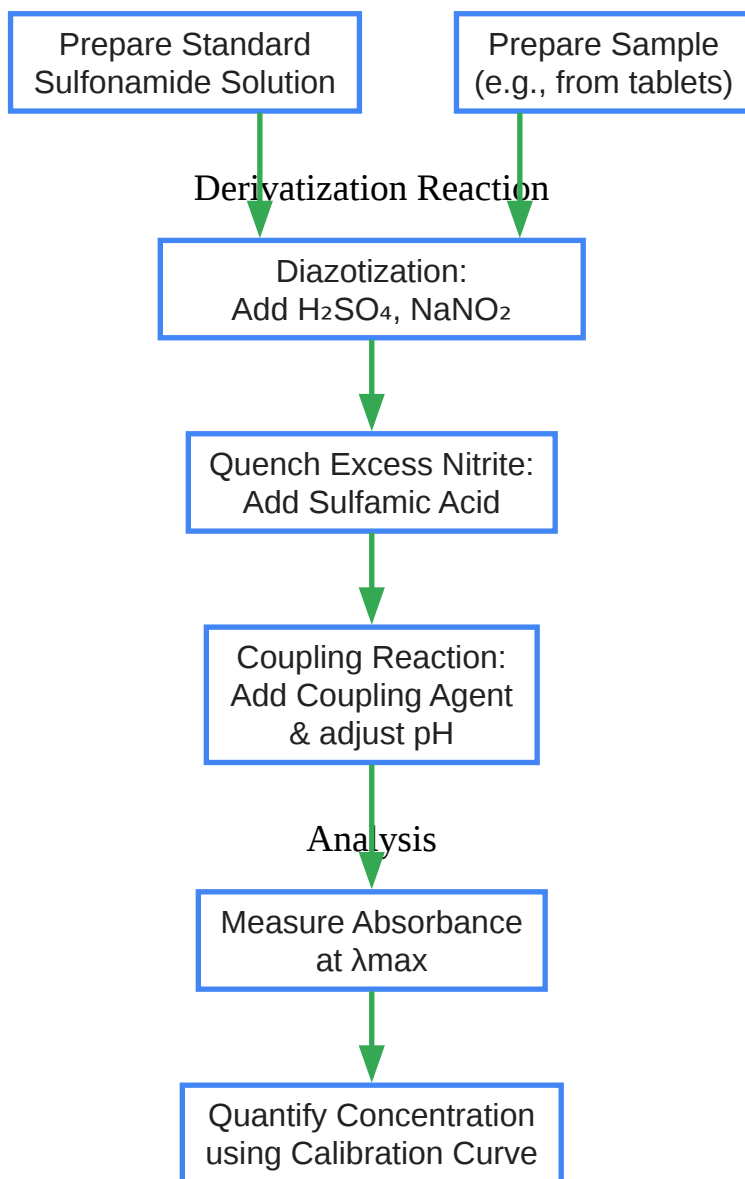 Prepare Standard
Sulfonamide Solution
Prepare Sample
(e.g., from tablets)
Derivatization Reaction
Diazotization:
Add H₂SO₄, NaNO₂
Quench Excess Nitrite:
Add Sulfamic Acid
Coupling Reaction:
Add Coupling Agent
& adjust pH
Analysis
Measure Absorbance
at λmax
Quantify Concentration
using Calibration Curve